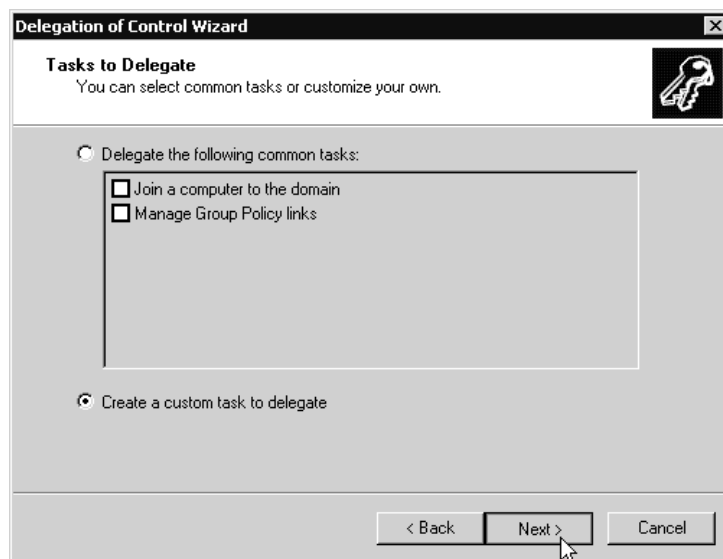 Delegation of Control Wizard
Tasks to Delegate
You can select common tasks or customize your own.
Delegate the following common tasks:
Join a computer to the domain
Manage Group Policy links
Create a custom task to delegate
< Back
Next >
Cancel